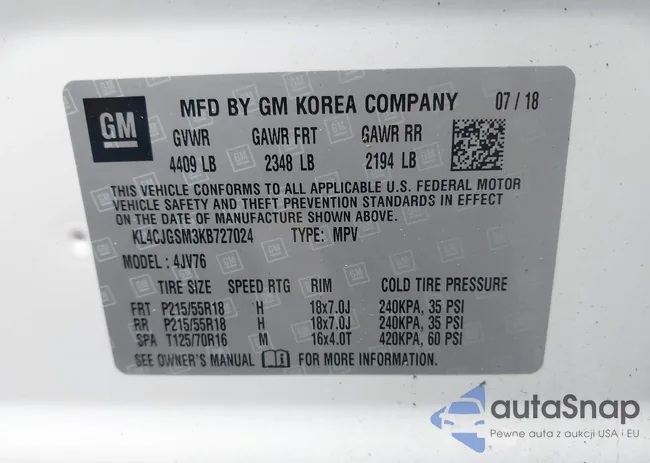 GM MFD BY GM KOREA COMPANY 07 / 18
GVWR GAWR FRT GAWR RR
4409 LB 2348 LB 2194 LB
THIS VEHICLE CONFORMS TO ALL APPLICABLE U.S. FEDERAL MOTOR
VEHICLE SAFETY AND THEFT PREVENTION STANDARDS IN EFFECT
ON THE DATE OF MANUFACTURE SHOWN ABOVE.
KL4CJGSM3KB727024 TYPE: MPV
MODEL: 4JV76
TIRE SIZE SPEED RTG RIM COLD TIRE PRESSURE
FRT P215/55R18 H 18x7.0J 240KPA, 35 PSI
RR P215/55R18 H 18x7.0J 240KPA, 35 PSI
SPA T125/70R16 M 16x4.0T 420KPA, 60 PSI
SEE OWNER'S MANUAL FOR MORE INFORMATION.
autaSnap
Pewne auta z aukcji USA i EU